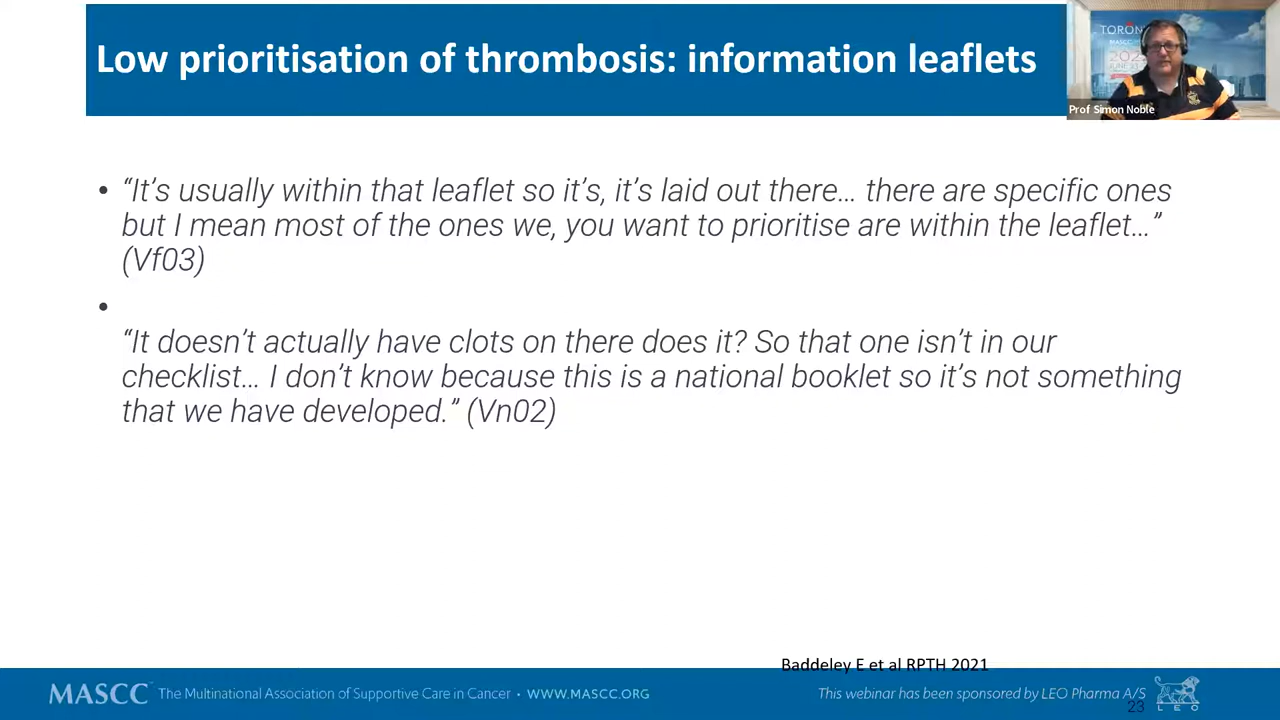 Low prioritisation of thrombosis: information leaflets
TORON
MASCC
202
Prof Simon Noble
• “It’s usually within that leaflet so it’s, it’s laid out there… there are specific ones
but I mean most of the ones we, you want to prioritise are within the leaflet…”
(Vf03)
•
“It doesn’t actually have clots on there does it? So that one isn’t in our
checklist… I don’t know because this is a national booklet so it’s not something
that we have developed.” (Vn02)
Baddeley E et al RPTH 2021
MASCC The Multinational Association of Supportive Care in Cancer • WWW.MASCC.ORG
This webinar has been sponsored by LEO Pharma A/S
23
LEO